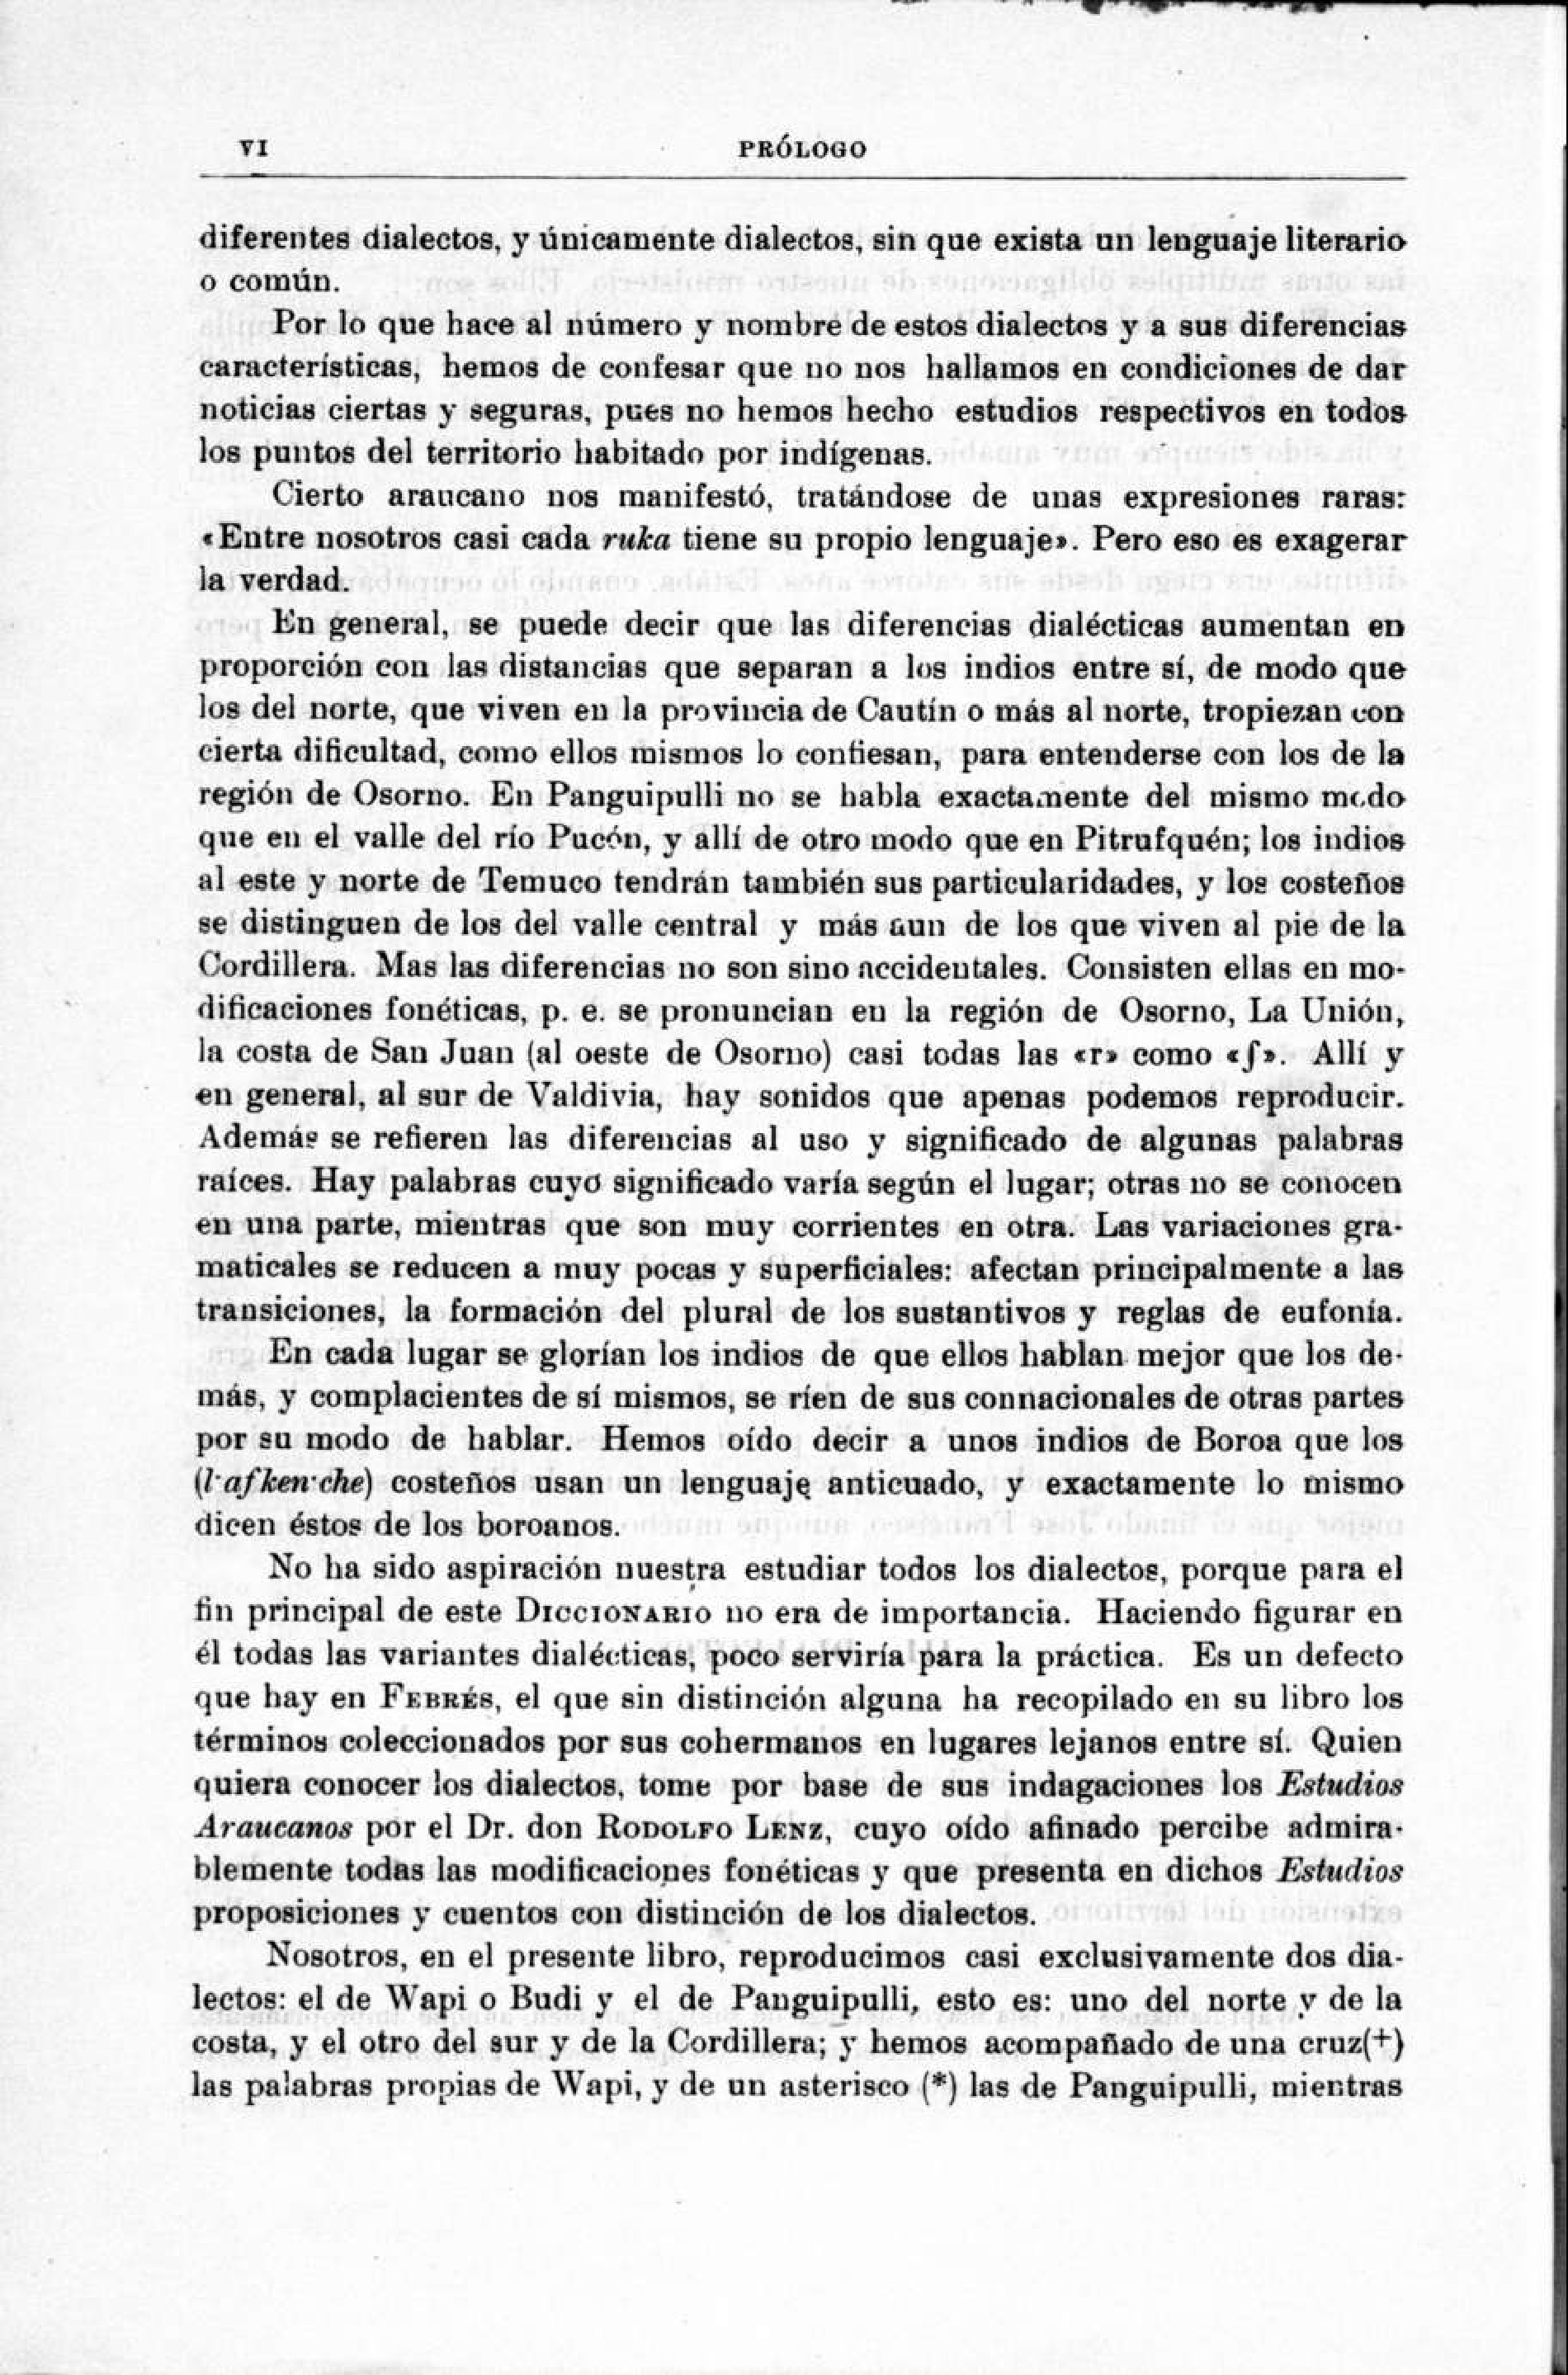 VI
PRÓLOGO
diferentes dialectos, y únicamente dialectos, sin que exista un lenguaje literario
o común.
Por lo que hace al número y nombre de estos dialectos y a sus diferencias
características, hemos de confesar que no nos hallamos en condiciones de dar
noticias ciertas y seguras, pues no hemos hecho estudios respectivos en todos
los puntos del territorio habitado por indígenas.
Cierto araucano nos manifestó, tratándose de unas expresiones raras:
«Entre nosotros casi cada ruka tiene su propio lenguaje». Pero eso es exagerar
la verdad.
En general, se puede decir que las diferencias dialécticas aumentan en
proporción con las distancias que separan a los indios entre sí, de modo que
los del norte, que viven en la provincia de Cautín o más al norte, tropiezan con
cierta dificultad, como ellos mismos lo confiesan, para entenderse con los de la
región de Osorno. En Panguipulli no se habla exactamente del mismo modo
que en el valle del río Pucón, y allí de otro modo que en Pitrufquén; los indios
al este y norte de Temuco tendrán también sus particularidades, y los costeños
se distinguen de los del valle central y más aun de los que viven al pie de la
Cordillera. Mas las diferencias no son sino accidentales. Consisten ellas en mo-
dificaciones fonéticas, p. e. se pronuncian en la región de Osorno, La Unión,
la costa de San Juan (al oeste de Osorno) casi todas las «r» como «ʃ». Allí y
en general, al sur de Valdivia, hay sonidos que apenas podemos reproducir.
Además se refieren las diferencias al uso y significado de algunas palabras
raíces. Hay palabras cuyo significado varía según el lugar; otras no se conocen
en una parte, mientras que son muy corrientes en otra. Las variaciones gra-
maticales se reducen a muy pocas y superficiales: afectan principalmente a las
transiciones, la formación del plural de los sustantivos y reglas de eufonía.
En cada lugar se glorían los indios de que ellos hablan mejor que los de-
más, y complacientes de sí mismos, se ríen de sus connacionales de otras partes
por su modo de hablar. Hemos oído decir a unos indios de Boroa que los
(l·afken·che) costeños usan un lenguaje anticuado, y exactamente lo mismo
dicen éstos de los boroanos.
No ha sido aspiración nuestra estudiar todos los dialectos, porque para el
fin principal de este DICCIONARIO no era de importancia. Haciendo figurar en
él todas las variantes dialécticas, poco serviría para la práctica. Es un defecto
que hay en FEBRÉS, el que sin distinción alguna ha recopilado en su libro los
términos coleccionados por sus cohermanos en lugares lejanos entre sí. Quien
quiera conocer los dialectos, tome por base de sus indagaciones los Estudios
Araucanos por el Dr. don RODOLFO LENZ, cuyo oído afinado percibe admira-
blemente todas las modificaciones fonéticas y que presenta en dichos Estudios
proposiciones y cuentos con distinción de los dialectos.
Nosotros, en el presente libro, reproducimos casi exclusivamente dos dia-
lectos: el de Wapi o Budi y el de Panguipulli, esto es: uno del norte y de la
costa, y el otro del sur y de la Cordillera; y hemos acompañado de una cruz(+)
las palabras propias de Wapi, y de un asterisco (*) las de Panguipulli, mientras